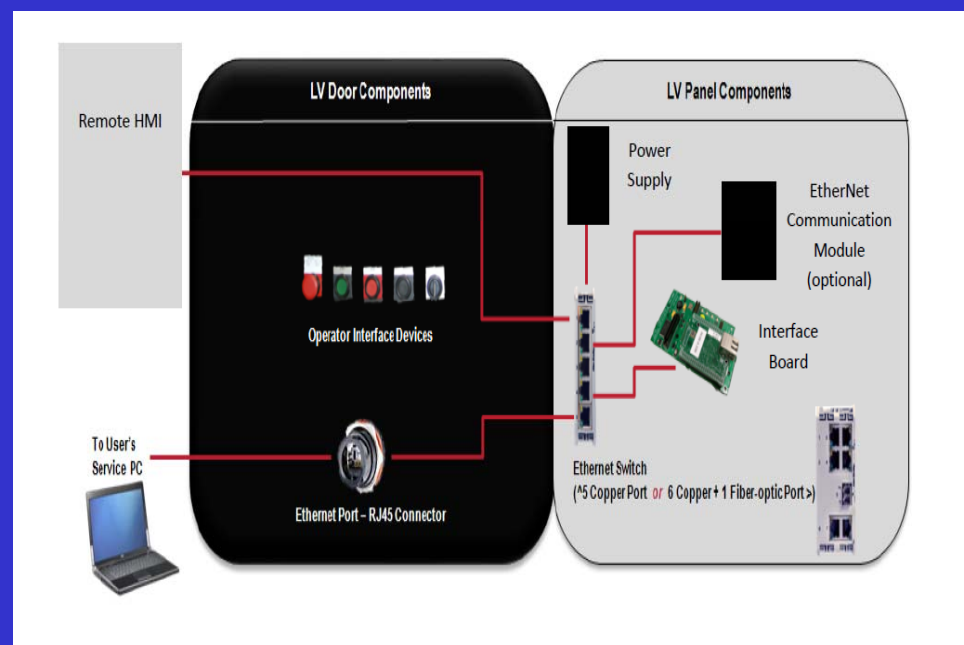 LV Door Components
LV Panel Components
Remote HMI
Power
Supply
EtherNet
Communication
Module
(optional)
Interface
Board
Operator Interface Devices
To User's
Service PC
Ethernet Port – RJ45 Connector
Ethernet Switch
(^5 Copper Port or 6 Copper + 1 Fiber-optic Port >)